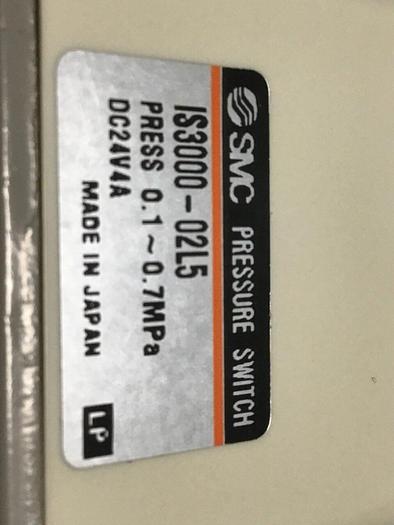 SMC PRESSURE SWITCH
IS3000-02L5
PRESS 0.1~0.7MPa
DC24V4A
MADE IN JAPAN LP